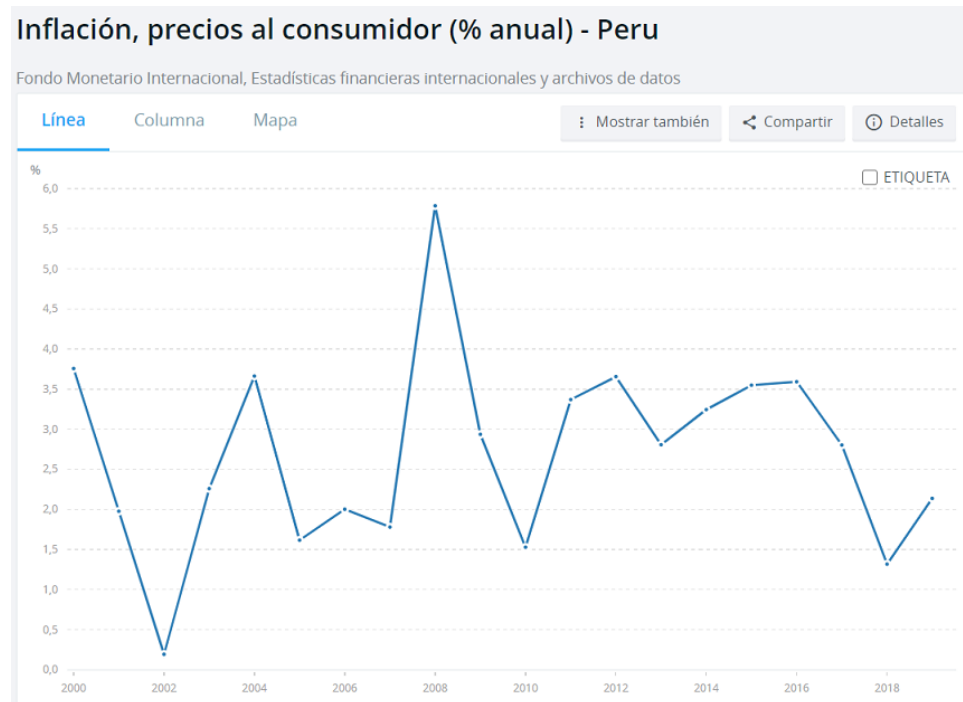 Inflación, precios al consumidor (% anual) - Peru
Fondo Monetario Internacional, Estadísticas financieras internacionales y archivos de datos
Línea Columna Mapa Mostrar también Compartir Detalles
%
ETIQUETA
6,0
5,5
5,0
4,5
4,0
3,5
3,0
2,5
2,0
1,5
1,0
0,5
0,0
2000 2002 2004 2006 2008 2010 2012 2014 2016 2018